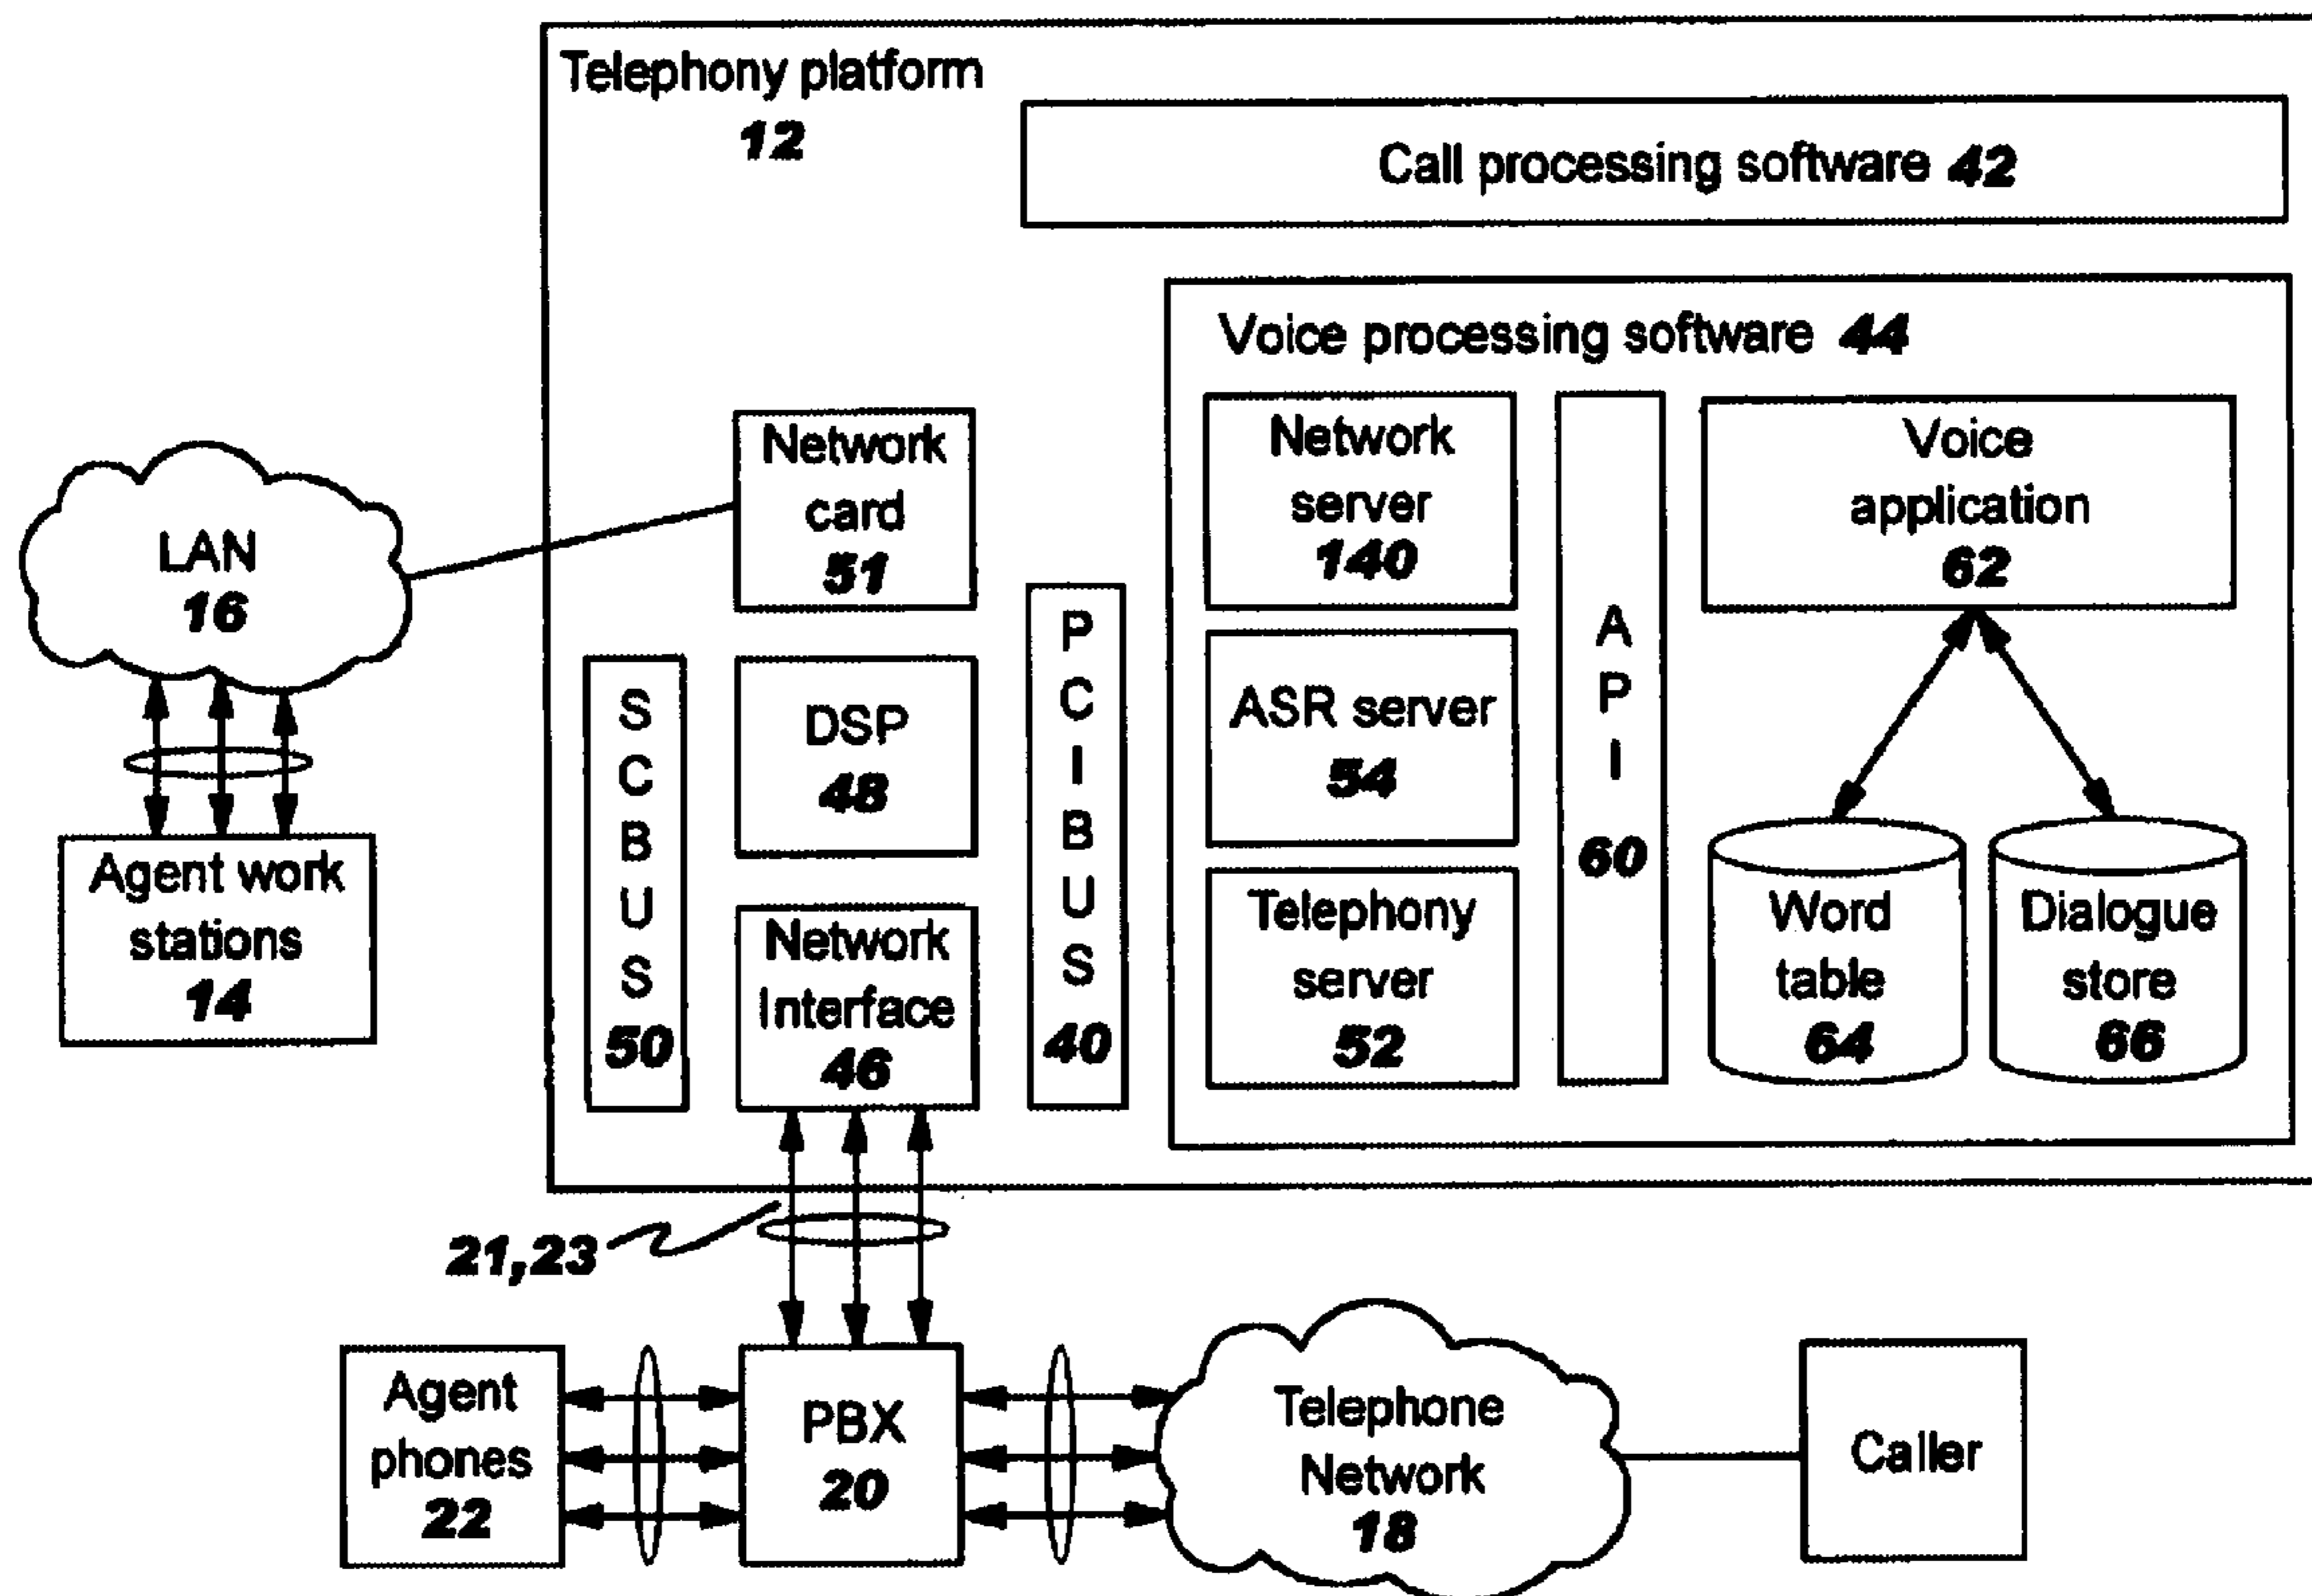 Telephony platform
12
Call processing software 42
Voice processing software 44
Network
card
51
Network
server
140
Voice
application
62
LAN
16
S
C
B
U
S
50
DSP
48
P
C
I
B
U
S
40
ASR server
54
A
P
I
60
Agent work
stations
14
Network
Interface
46
Telephony
server
52
Word
table
64
Dialogue
store
66
21,23
Agent
phones
22
PBX
20
Telephone
Network
18
Caller